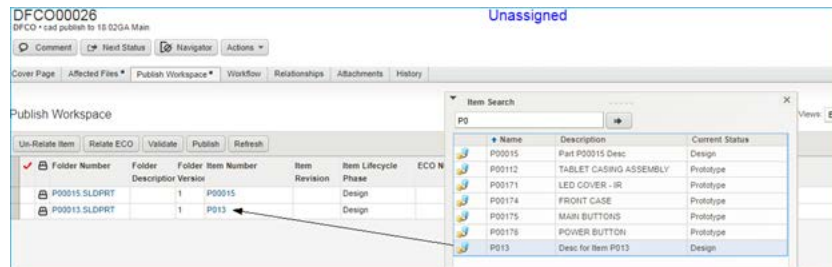 DFCO00026
DFCO • cad publish to 18.02GA Main
Unassigned
Comment Next Status Navigator Actions
Cover Page Affected Files Publish Workspace Workflow Relationships Attachments History
Publish Workspace
Un-Relate Item Relate ECO Validate Publish Refresh
Folder Number Folder Description Folder Version Item Number Item Revision Item Lifecycle Phase ECO N
P00015.SLDPRT 1 P00015 Design
P00013.SLDPRT 1 P013 Design
Item Search
P0
Views:
Name Description Current Status
P00015 Part P00015 Desc Design
P00112 TABLET CASING ASSEMBLY Prototype
P00171 LED COVER - IR Prototype
P00174 FRONT CASE Prototype
P00175 MAIN BUTTONS Prototype
P00176 POWER BUTTON Prototype
P013 Desc for Item P013 Design